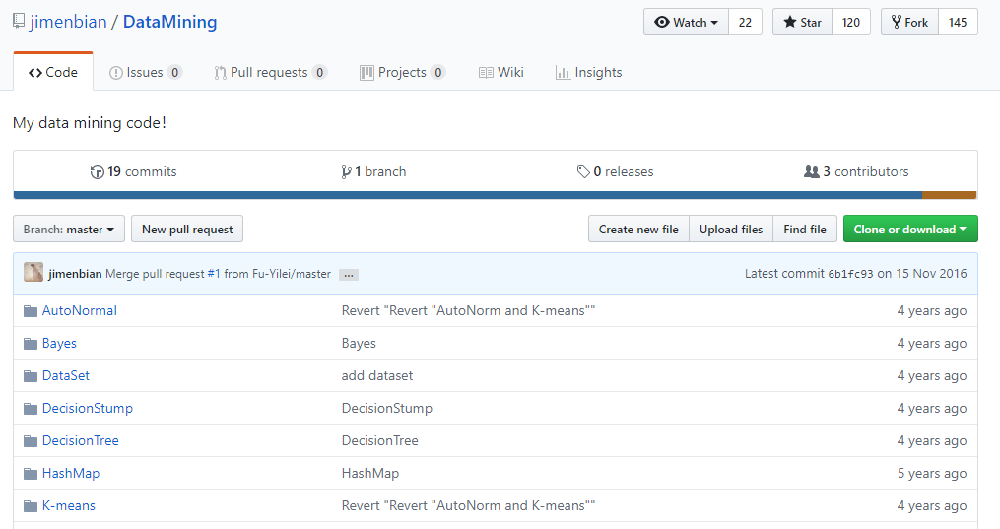 jimenbian / DataMining Watch 22 Star 120 Fork 145
Code Issues 0 Pull requests 0 Projects 0 Wiki Insights
My data mining code!
19 commits 1 branch 0 releases 3 contributors
Branch: master New pull request Create new file Upload files Find file Clone or download
jimenbian Merge pull request #1 from Fu-Yilei/master ... Latest commit 6b1fc93 on 15 Nov 2016
AutoNormal Revert "Revert "AutoNorm and K-means"" 4 years ago
Bayes Bayes 4 years ago
DataSet add dataset 4 years ago
DecisionStump DecisionStump 4 years ago
DecisionTree DecisionTree 4 years ago
HashMap HashMap 5 years ago
K-means Revert "Revert "AutoNorm and K-means"" 4 years ago